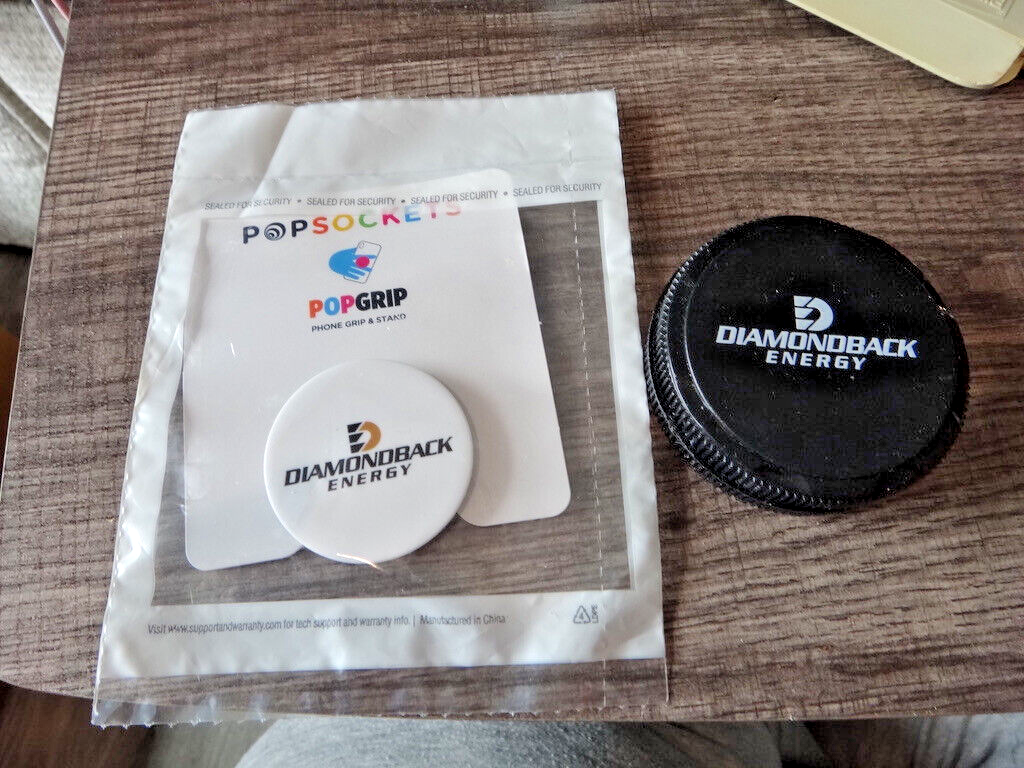 SEALED FOR SECURITY • SEALED FOR SECURITY • SEALED FOR SECURITY • SEALED FOR SECURITY
POPSOCKETS
POPGRIP
PHONE GRIP & STAND
DIAMONDBACK
ENERGY
Visit www.supportandwarranty.com for tech support and warranty info. | Manufactured in China
4
DIAMONDBACK
ENERGY